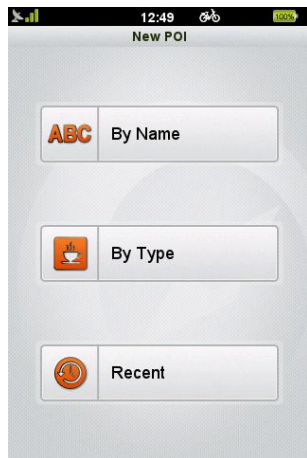 12:49
100%
New POI
ABC By Name
By Type
Recent